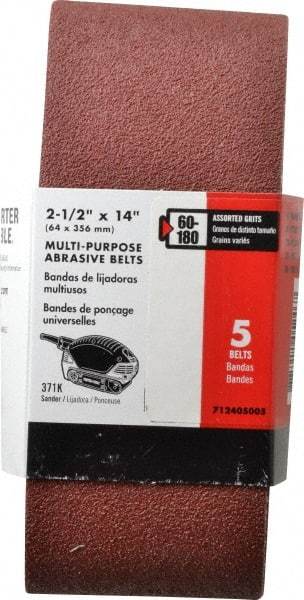 RTER
BLE.
2-1/2" x 14"
(64 x 356 mm)
MULTI-PURPOSE
ABRASIVE BELTS
Bandas de lijadoras
multiusos
Bandes de ponçage
universelles
371K
Sander / Lijadora / Ponceuse
60-
180
ASSORTED GRITS
Granos de distinto tamaño
Grains variés
5
BELTS
Bandas
Bandes
712405005